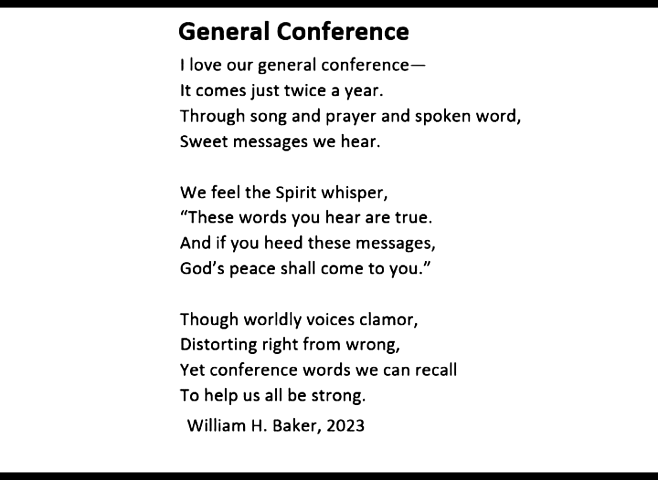 General Conference
I love our general conference—
It comes just twice a year.
Through song and prayer and spoken word,
Sweet messages we hear.
We feel the Spirit whisper,
“These words you hear are true.
And if you heed these messages,
God’s peace shall come to you.”
Though worldly voices clamor,
Distorting right from wrong,
Yet conference words we can recall
To help us all be strong.
William H. Baker, 2023